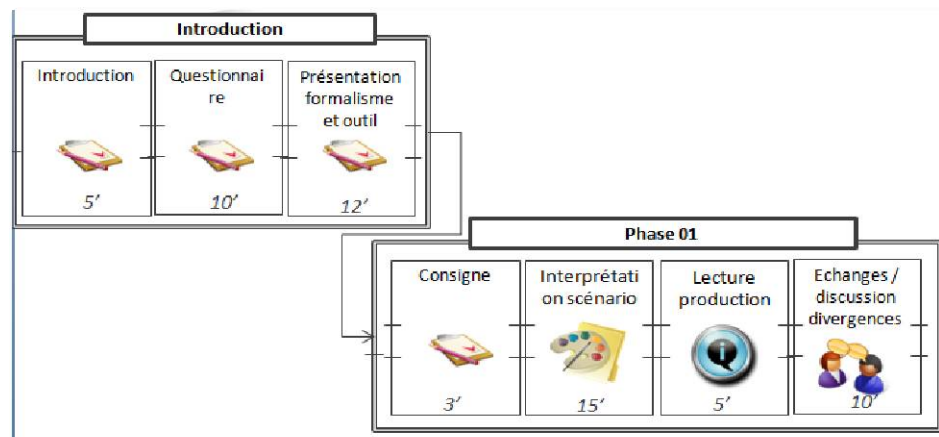 Introduction
Introduction
Questionnai
re
Présentation
formalisme
et outil
5’
10’
12’
Phase 01
Consigne
Interprétati
on scénario
Lecture
production
Echanges /
discussion
divergences
3’
15’
5’
10’